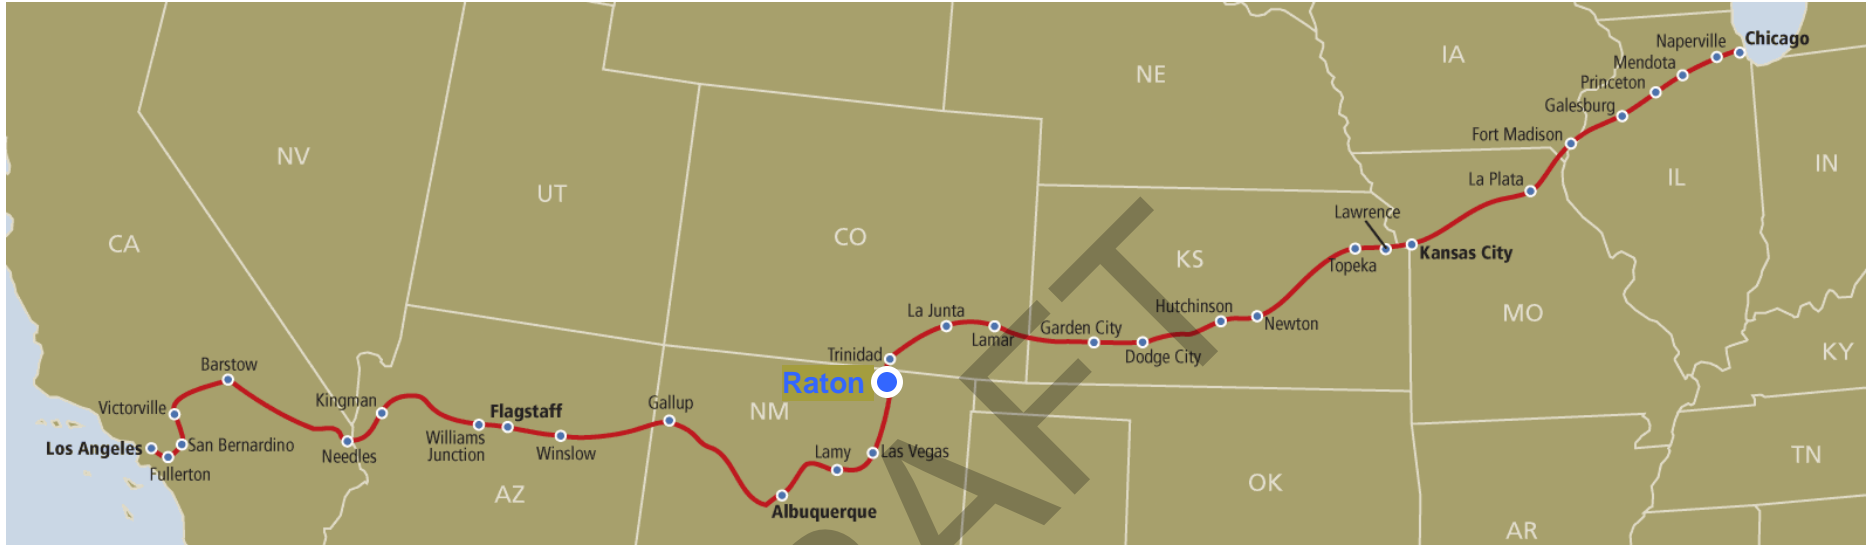 Naperville
Chicago
Mendota
Princeton
Galesburg
Fort Madison
La Plata
Lawrence
Kansas City
Topeka
Hutchinson
Newton
Garden City
Dodge City
La Junta
Lamar
Trinidad
Raton
Las Vegas
Lamy
Albuquerque
Gallup
Flagstaff
Winslow
Williams
Junction
Kingman
Needles
Barstow
Victorville
San Bernardino
Los Angeles
Fullerton
IA
NE
NV
UT
CO
CA
KS
IL
IN
MO
KY
NM
AZ
OK
TN
AR
RAFT